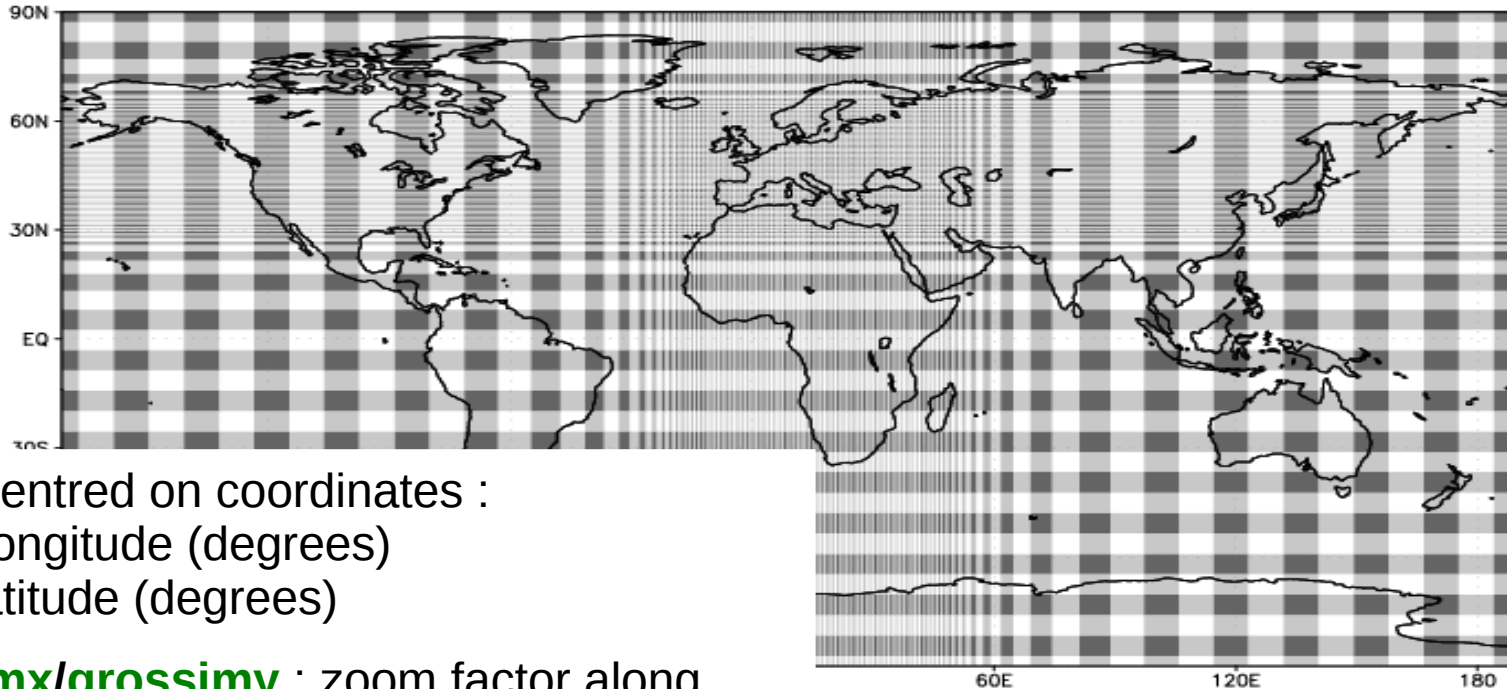 90N
60N
30N
EQ
30S
entred on coordinates :
ongitude (degrees)
titude (degrees)
mx/grossimy : zoom factor along
60E 120E 180